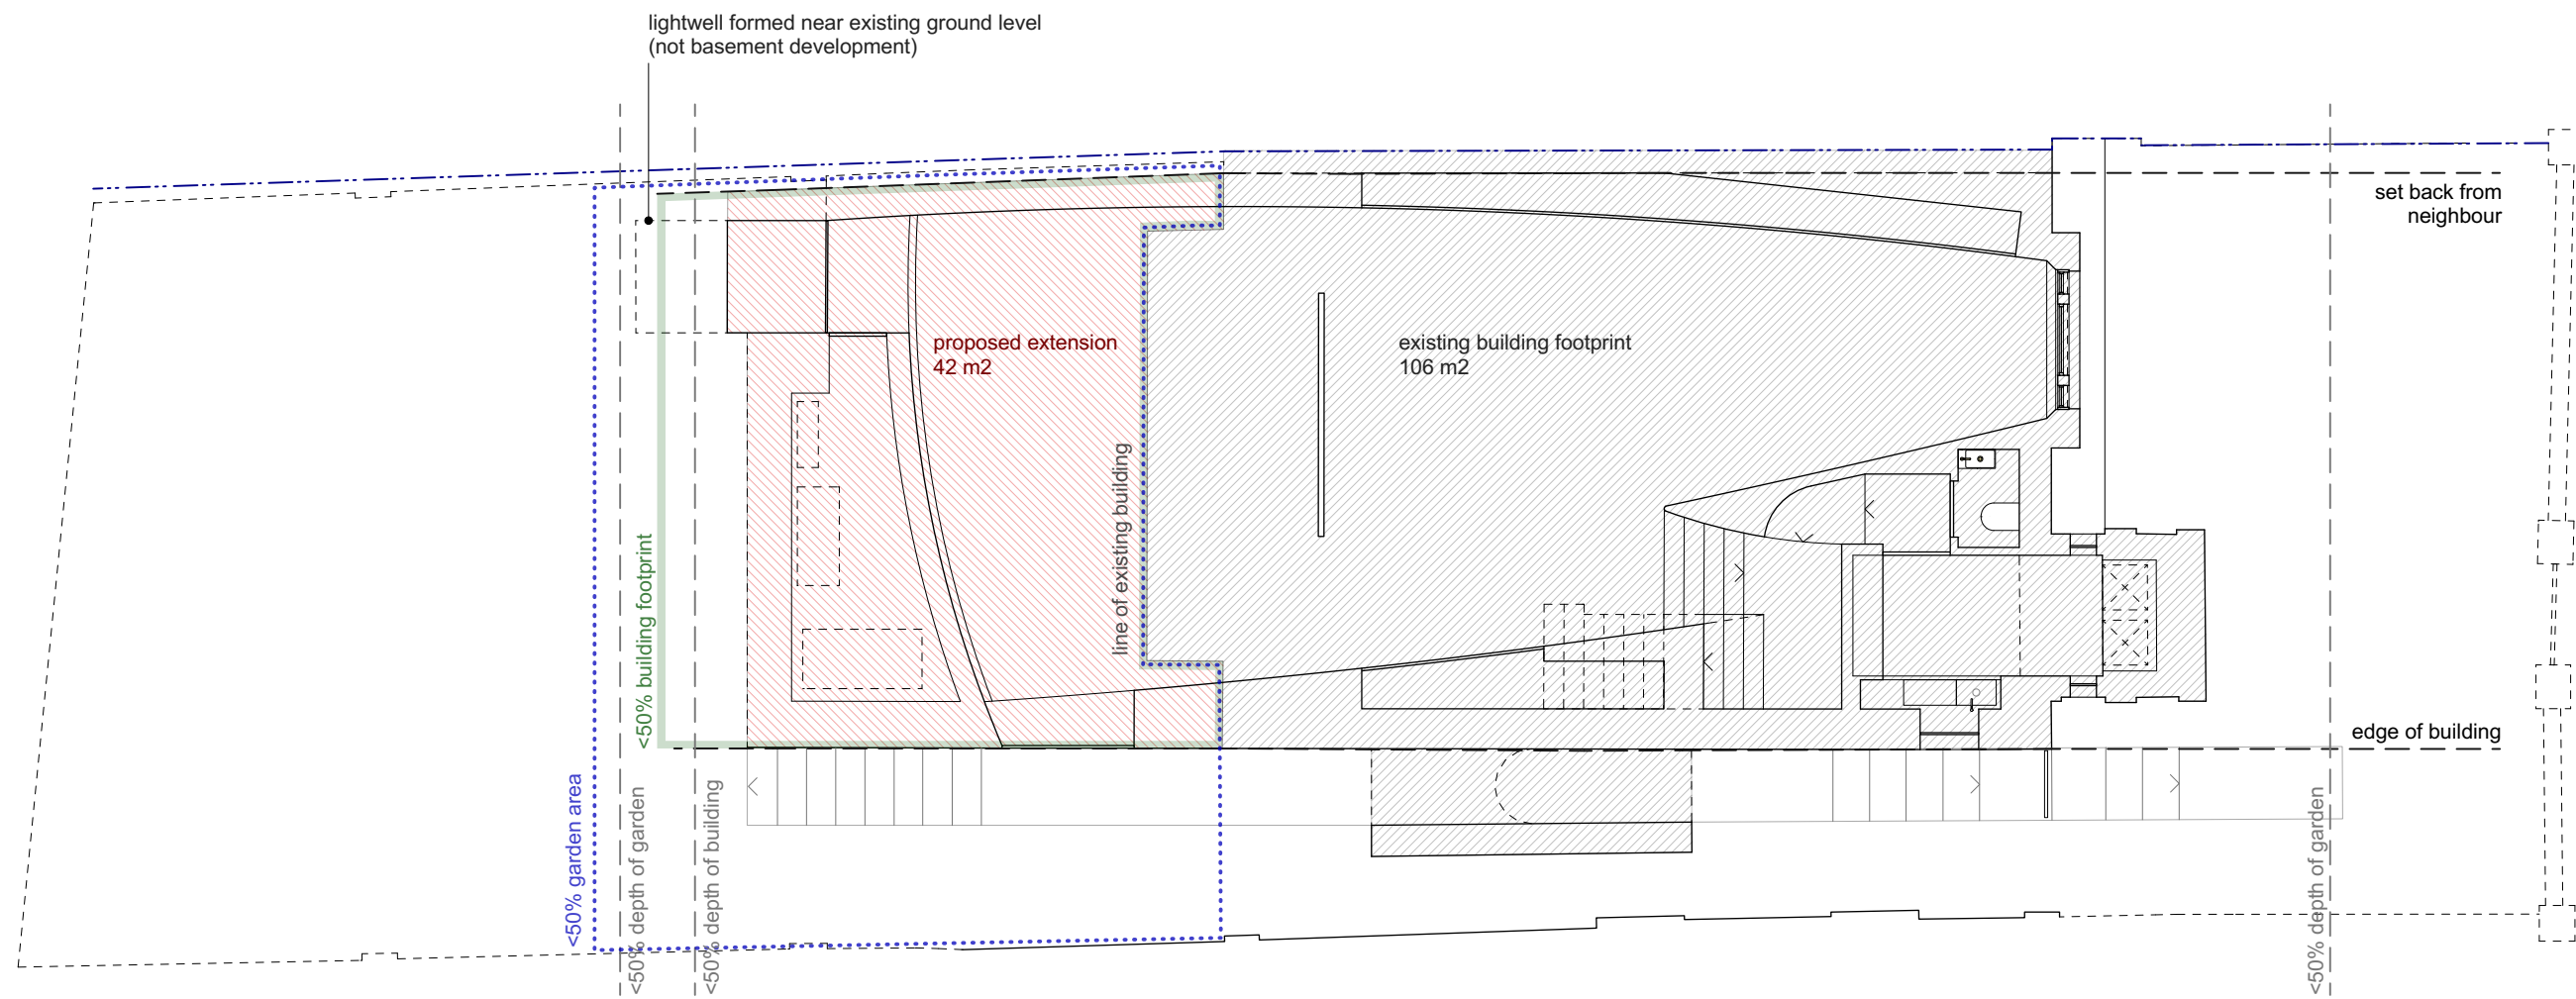 lightwell formed near existing ground level
(not basement development)
set back from
neighbour
proposed extension
42 m2
existing building footprint
106 m2
line of existing building
<50% building footprint
edge of building
<50% garden area
<50% depth of garden
<50% depth of building
<50% depth of garden